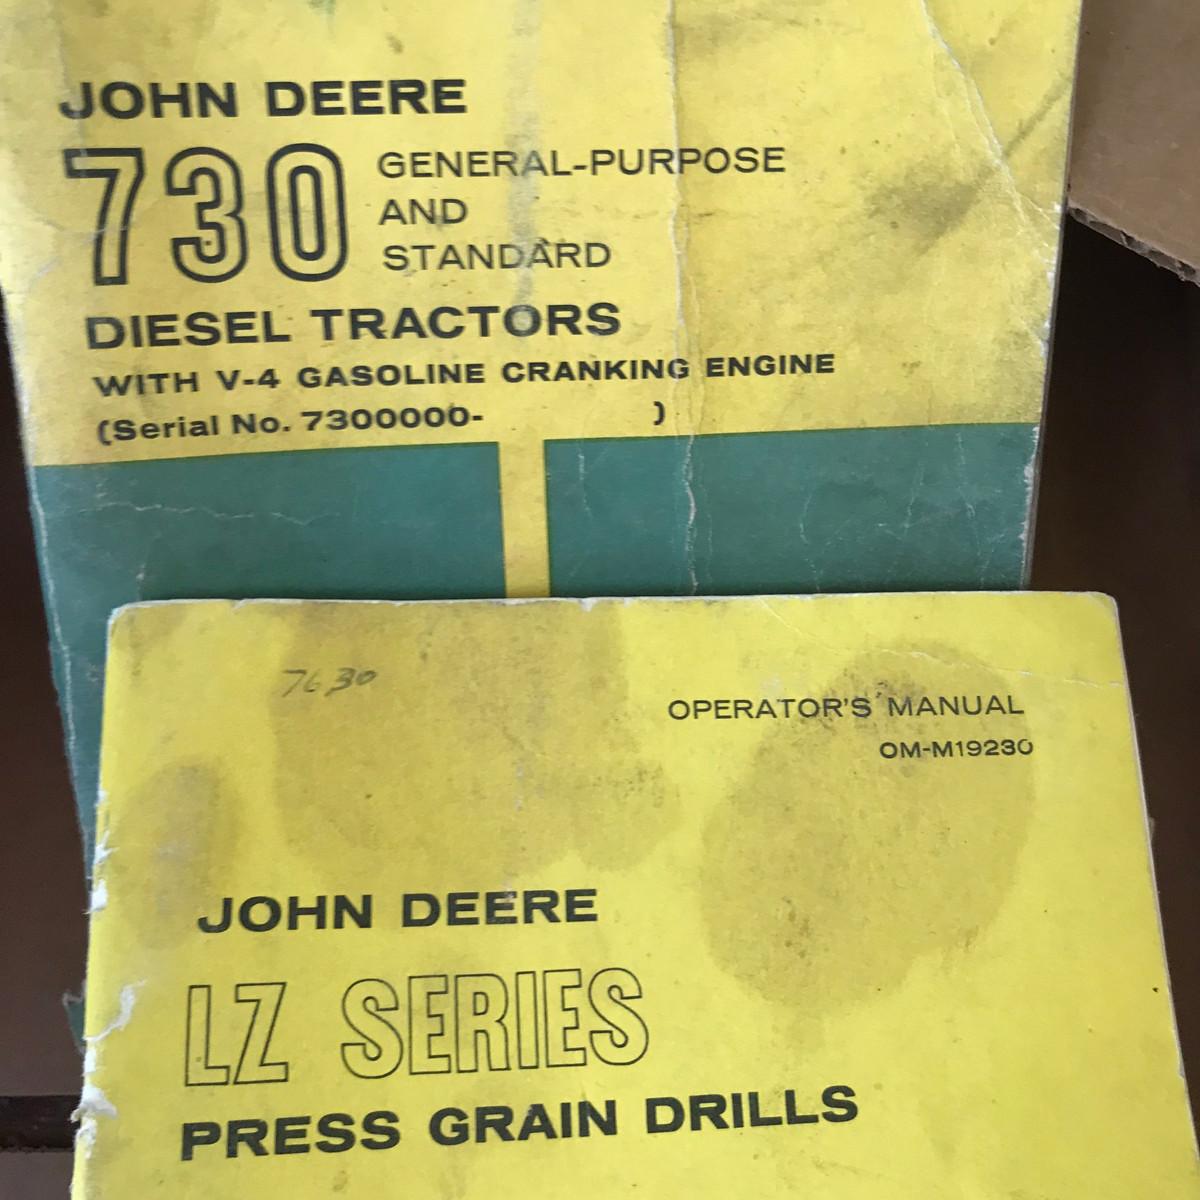 JOHN DEERE
730 GENERAL-PURPOSE
AND
STANDARD
DIESEL TRACTORS
WITH V-4 GASOLINE CRANKING ENGINE
(Serial No. 7300000- )
7630
OPERATOR'S MANUAL
OM-M19230
JOHN DEERE
LZ SERIES
PRESS GRAIN DRILLS